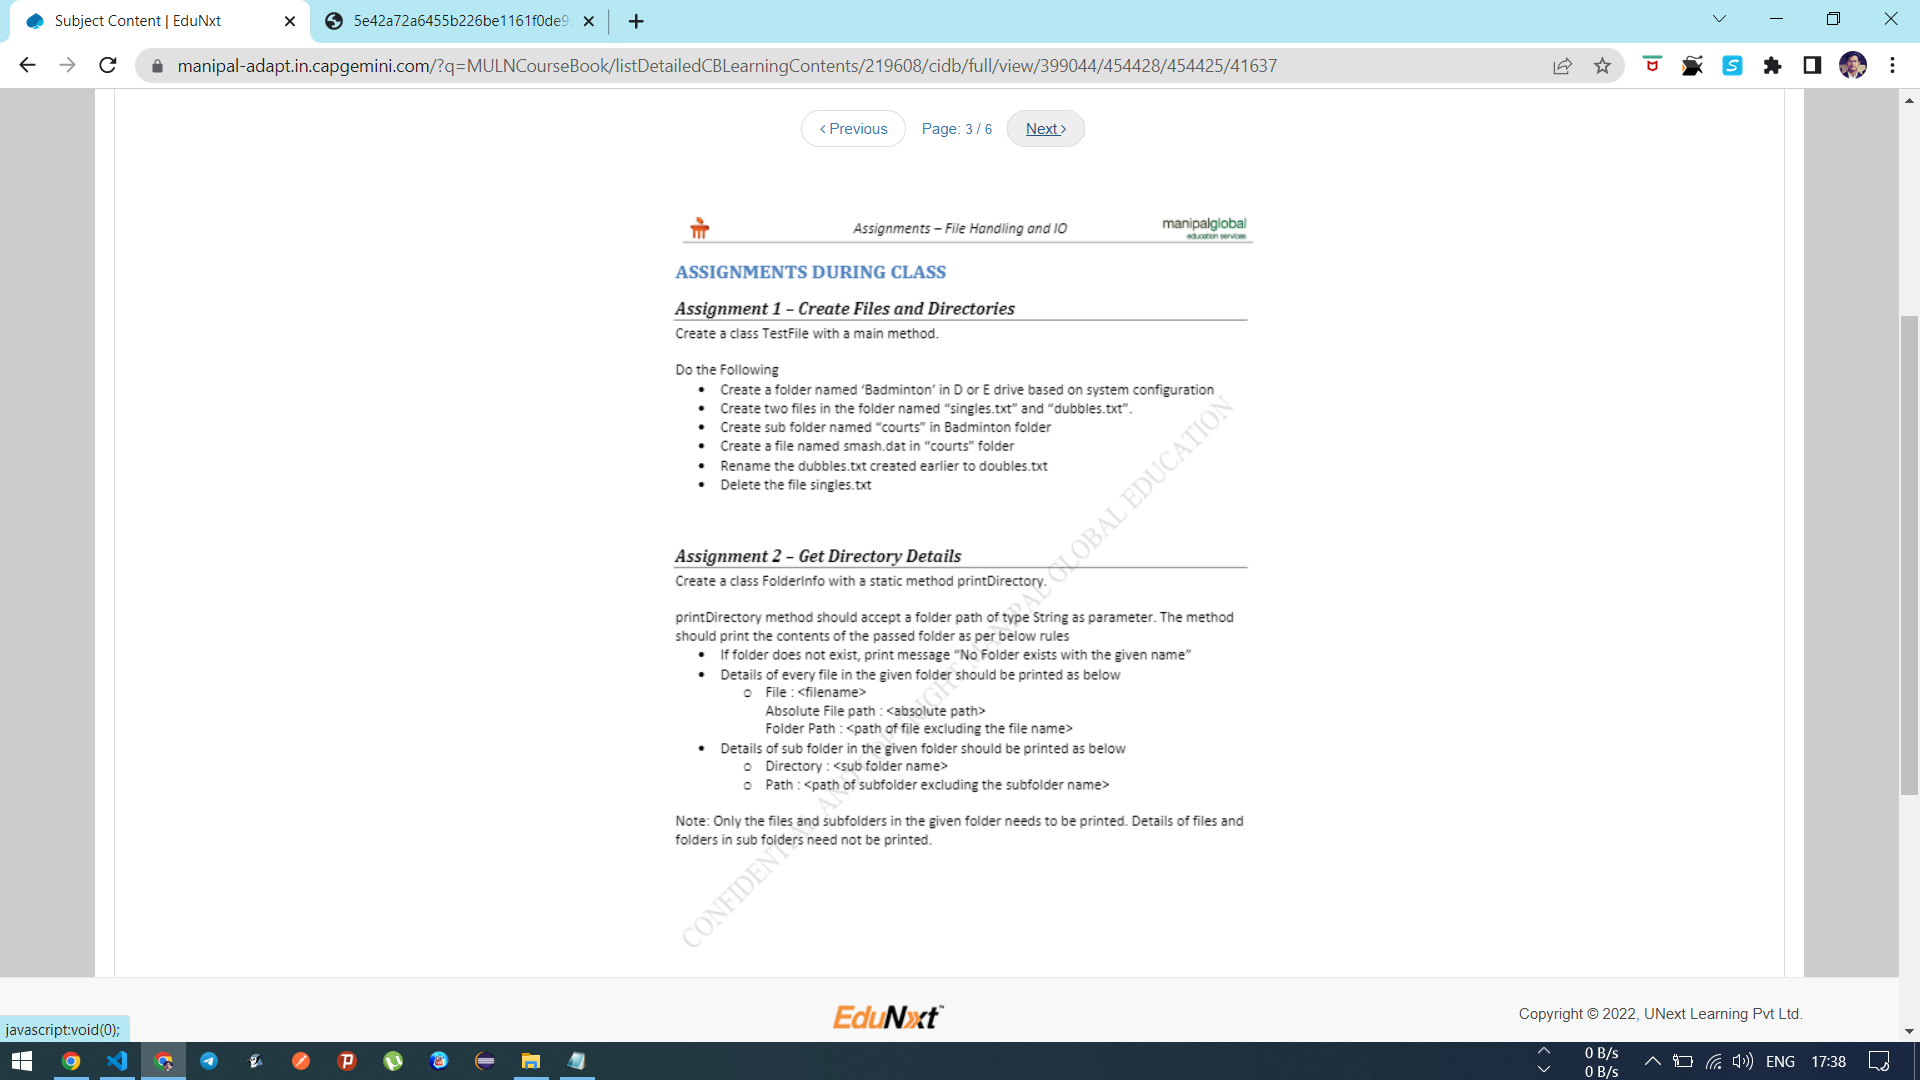 Subject Content | EduNxt
5e42a72a6455b226be1161f0de9
manipal-adapt.in.capgemini.com/?q=MULNCourseBook/listDetailedCBLearningContents/219608/cidb/full/view/399044/454428/454425/41637
‹ Previous Page: 3 / 6 Next ›
Assignments – File Handling and IO
manipalglobal
education services
ASSIGNMENTS DURING CLASS
Assignment 1 – Create Files and Directories
Create a class TestFile with a main method.
Do the Following
• Create a folder named ‘Badminton’ in D or E drive based on system configuration
• Create two files in the folder named “singles.txt” and “dubbles.txt”.
• Create sub folder named “courts” in Badminton folder
• Create a file named smash.dat in “courts” folder
• Rename the dubbles.txt created earlier to doubles.txt
• Delete the file singles.txt
Assignment 2 – Get Directory Details
Create a class FolderInfo with a static method printDirectory.
printDirectory method should accept a folder path of type String as parameter. The method
should print the contents of the passed folder as per below rules
• If folder does not exist, print message “No Folder exists with the given name”
• Details of every file in the given folder should be printed as below
o File : <filename>
Absolute File path : <absolute path>
Folder Path : <path of file excluding the file name>
• Details of sub folder in the given folder should be printed as below
o Directory : <sub folder name>
o Path : <path of subfolder excluding the subfolder name>
Note: Only the files and subfolders in the given folder needs to be printed. Details of files and
folders in sub folders need not be printed.
CONFIDENTIAL AND COPYRIGHT MANIPAL GLOBAL EDUCATION
EduNxt™
Copyright © 2022, UNext Learning Pvt Ltd.
javascript:void(0);
0 B/s
0 B/s
ENG 17:38